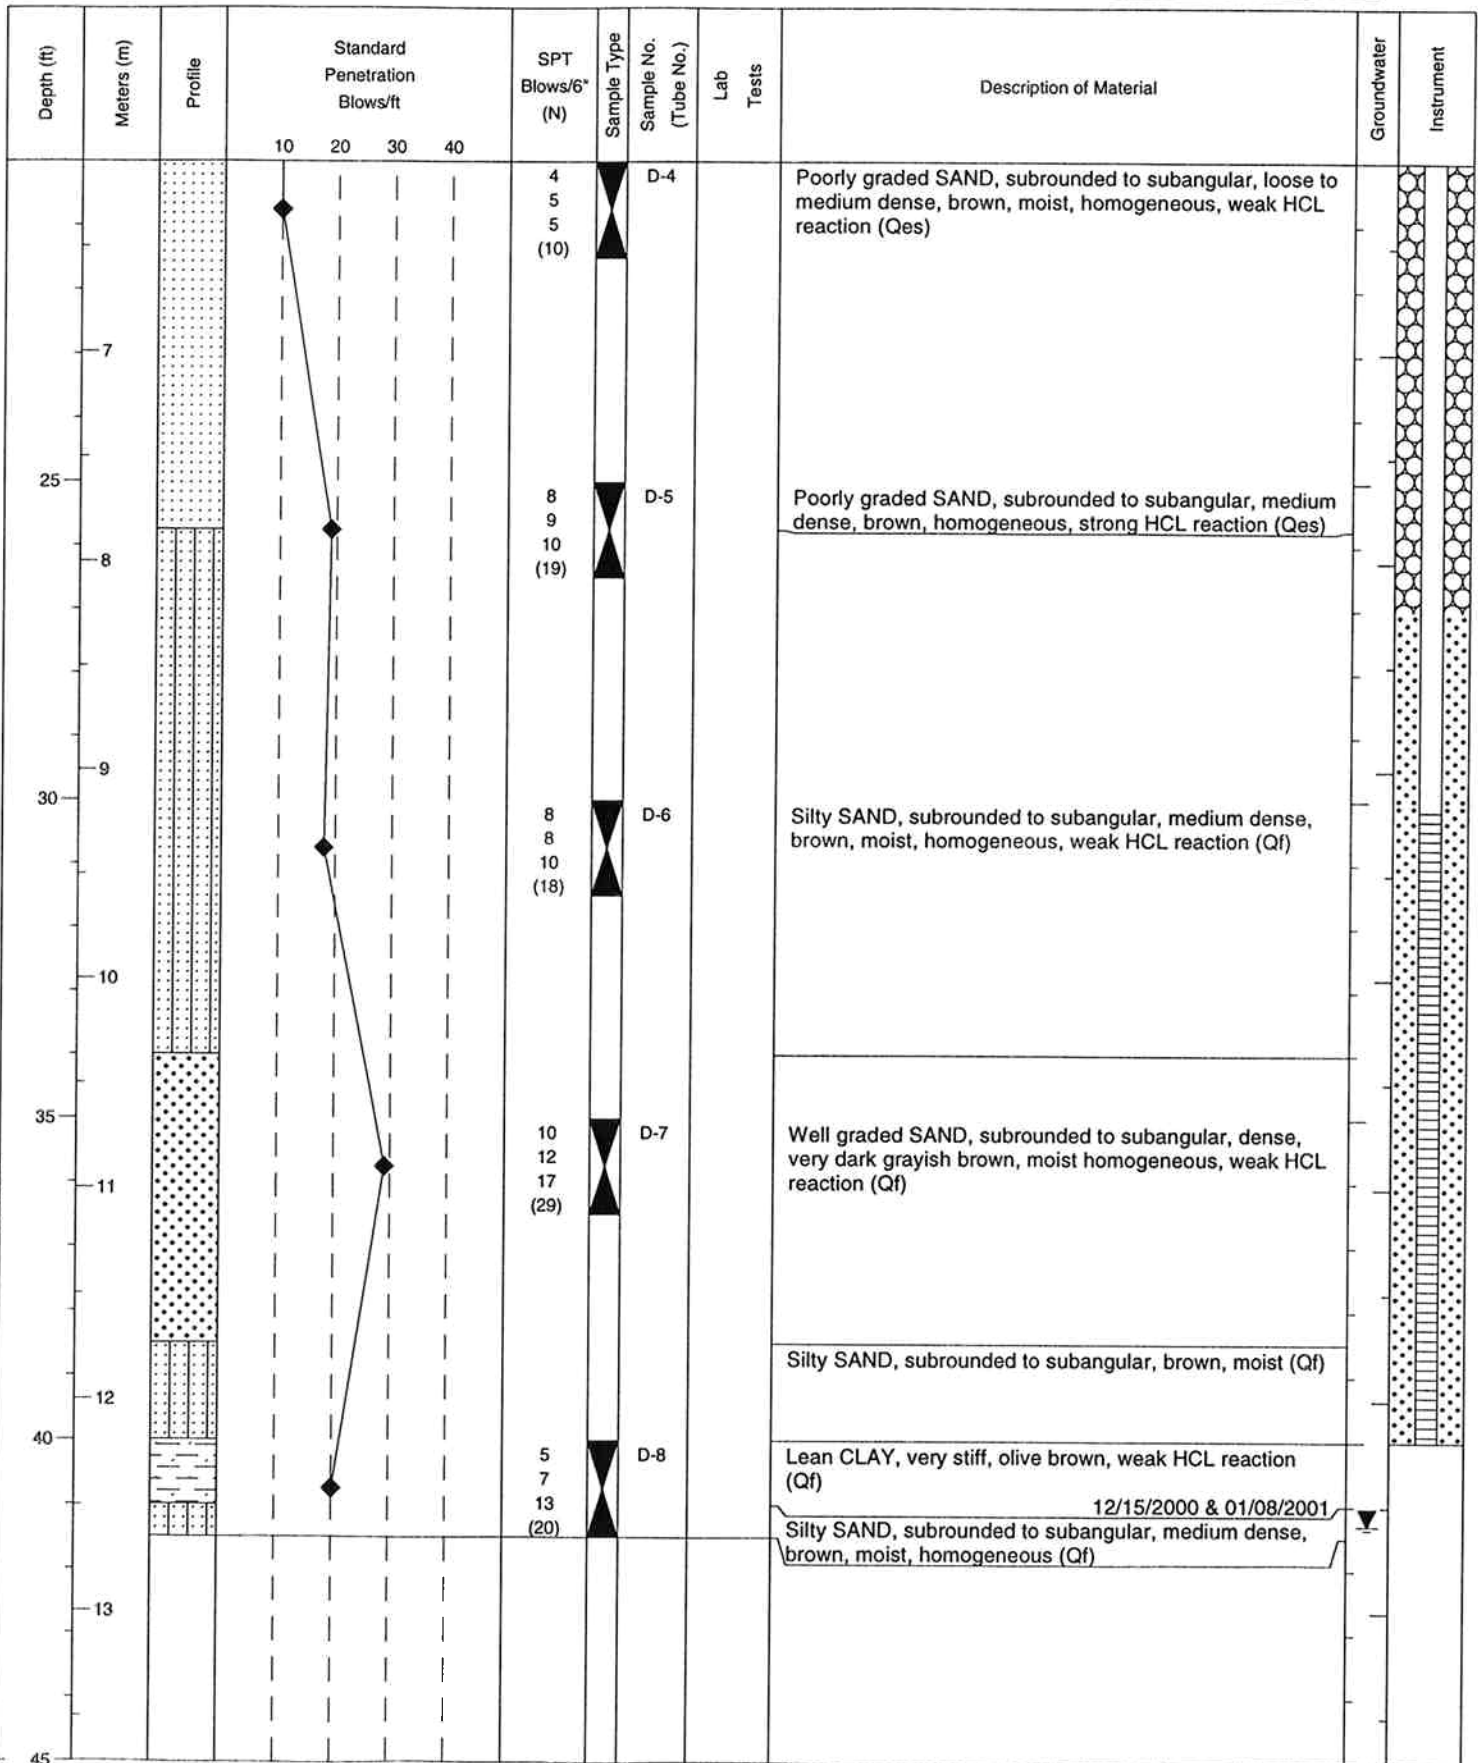 Depth (ft)
Meters (m)
Profile
Standard
Penetration
Blows/ft
10 20 30 40
SPT
Blows/6"
(N)
Sample Type
Sample No.
(Tube No.)
Lab
Tests
Description of Material
Groundwater
Instrument
4
5
5
(10)
D-4
Poorly graded SAND, subrounded to subangular, loose to
medium dense, brown, moist, homogeneous, weak HCL
reaction (Qes)
7
25
8
9
10
(19)
D-5
Poorly graded SAND, subrounded to subangular, medium
dense, brown, homogeneous, strong HCL reaction (Qes)
8
9
30
8
8
10
(18)
D-6
Silty SAND, subrounded to subangular, medium dense,
brown, moist, homogeneous, weak HCL reaction (Qf)
10
35
10
12
17
(29)
D-7
Well graded SAND, subrounded to subangular, dense,
very dark grayish brown, moist homogeneous, weak HCL
reaction (Qf)
11
Silty SAND, subrounded to subangular, brown, moist (Qf)
12
40
5
7
13
(20)
D-8
Lean CLAY, very stiff, olive brown, weak HCL reaction
(Qf)
12/15/2000 & 01/08/2001
Silty SAND, subrounded to subangular, medium dense,
brown, moist, homogeneous (Qf)
13
45